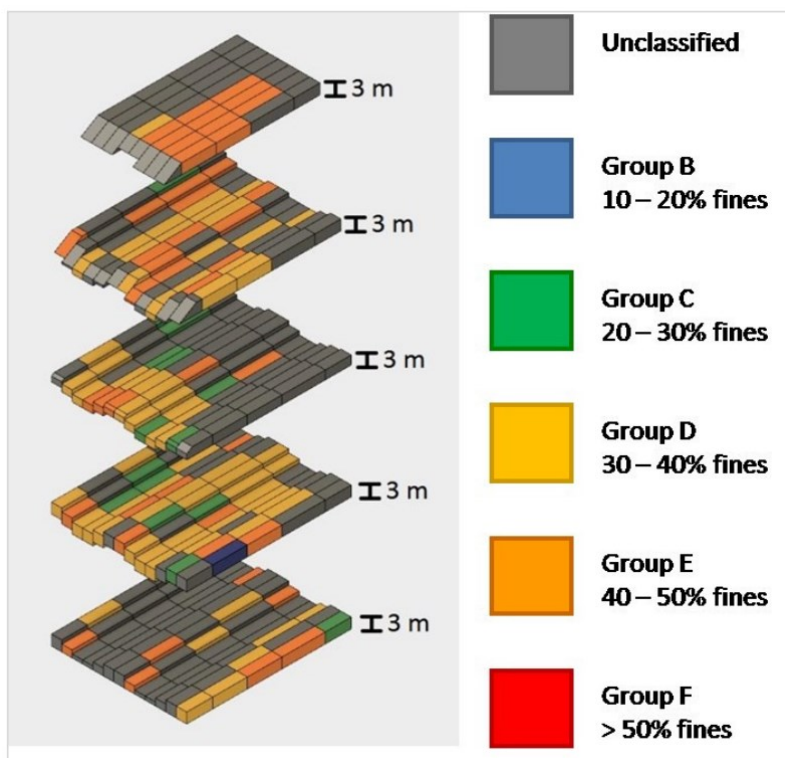 3 m
3 m
3 m
3 m
3 m
Unclassified
Group B
10 – 20% fines
Group C
20 – 30% fines
Group D
30 – 40% fines
Group E
40 – 50% fines
Group F
> 50% fines